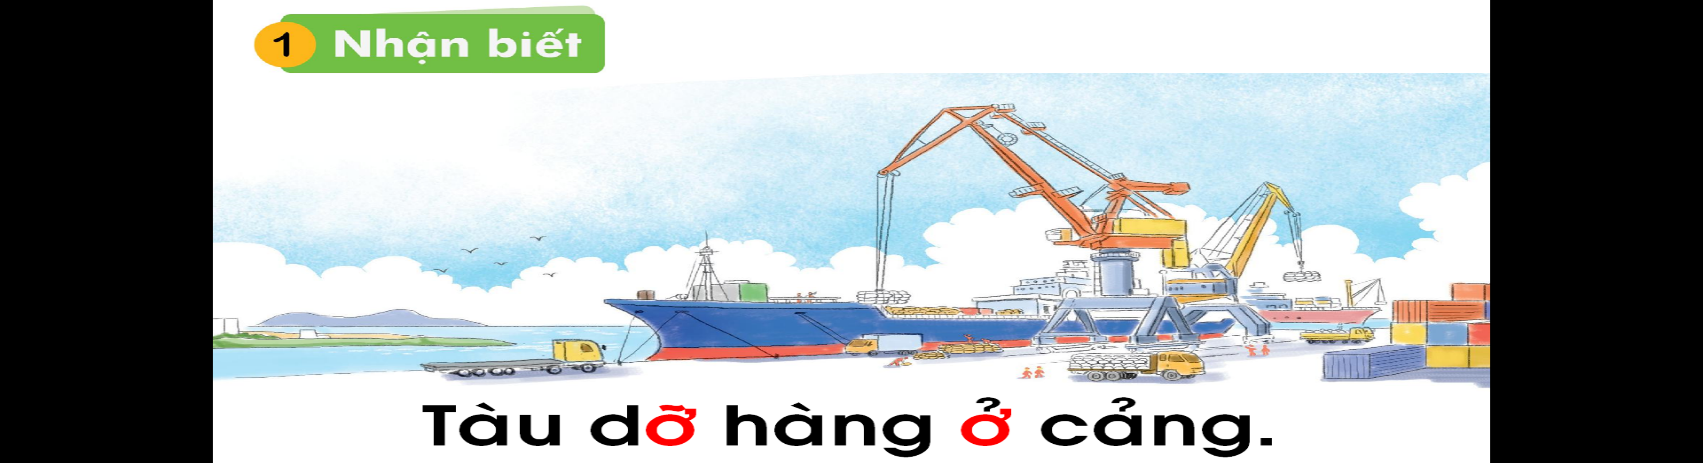 1 Nhận biết
Tàu dỡ hàng ở cảng.